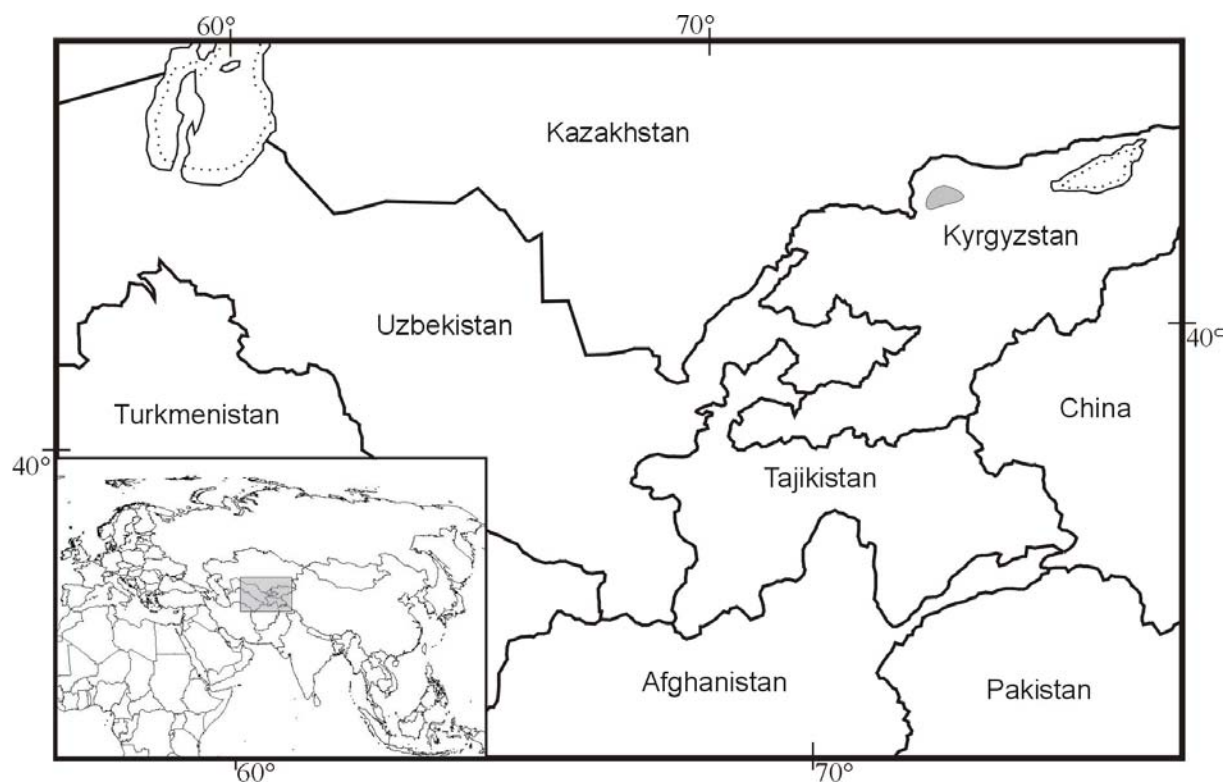 60°
70°
Kazakhstan
Kyrgyzstan
Uzbekistan
40°
Turkmenistan
China
40°
Tajikistan
Afghanistan
Pakistan
60°
70°